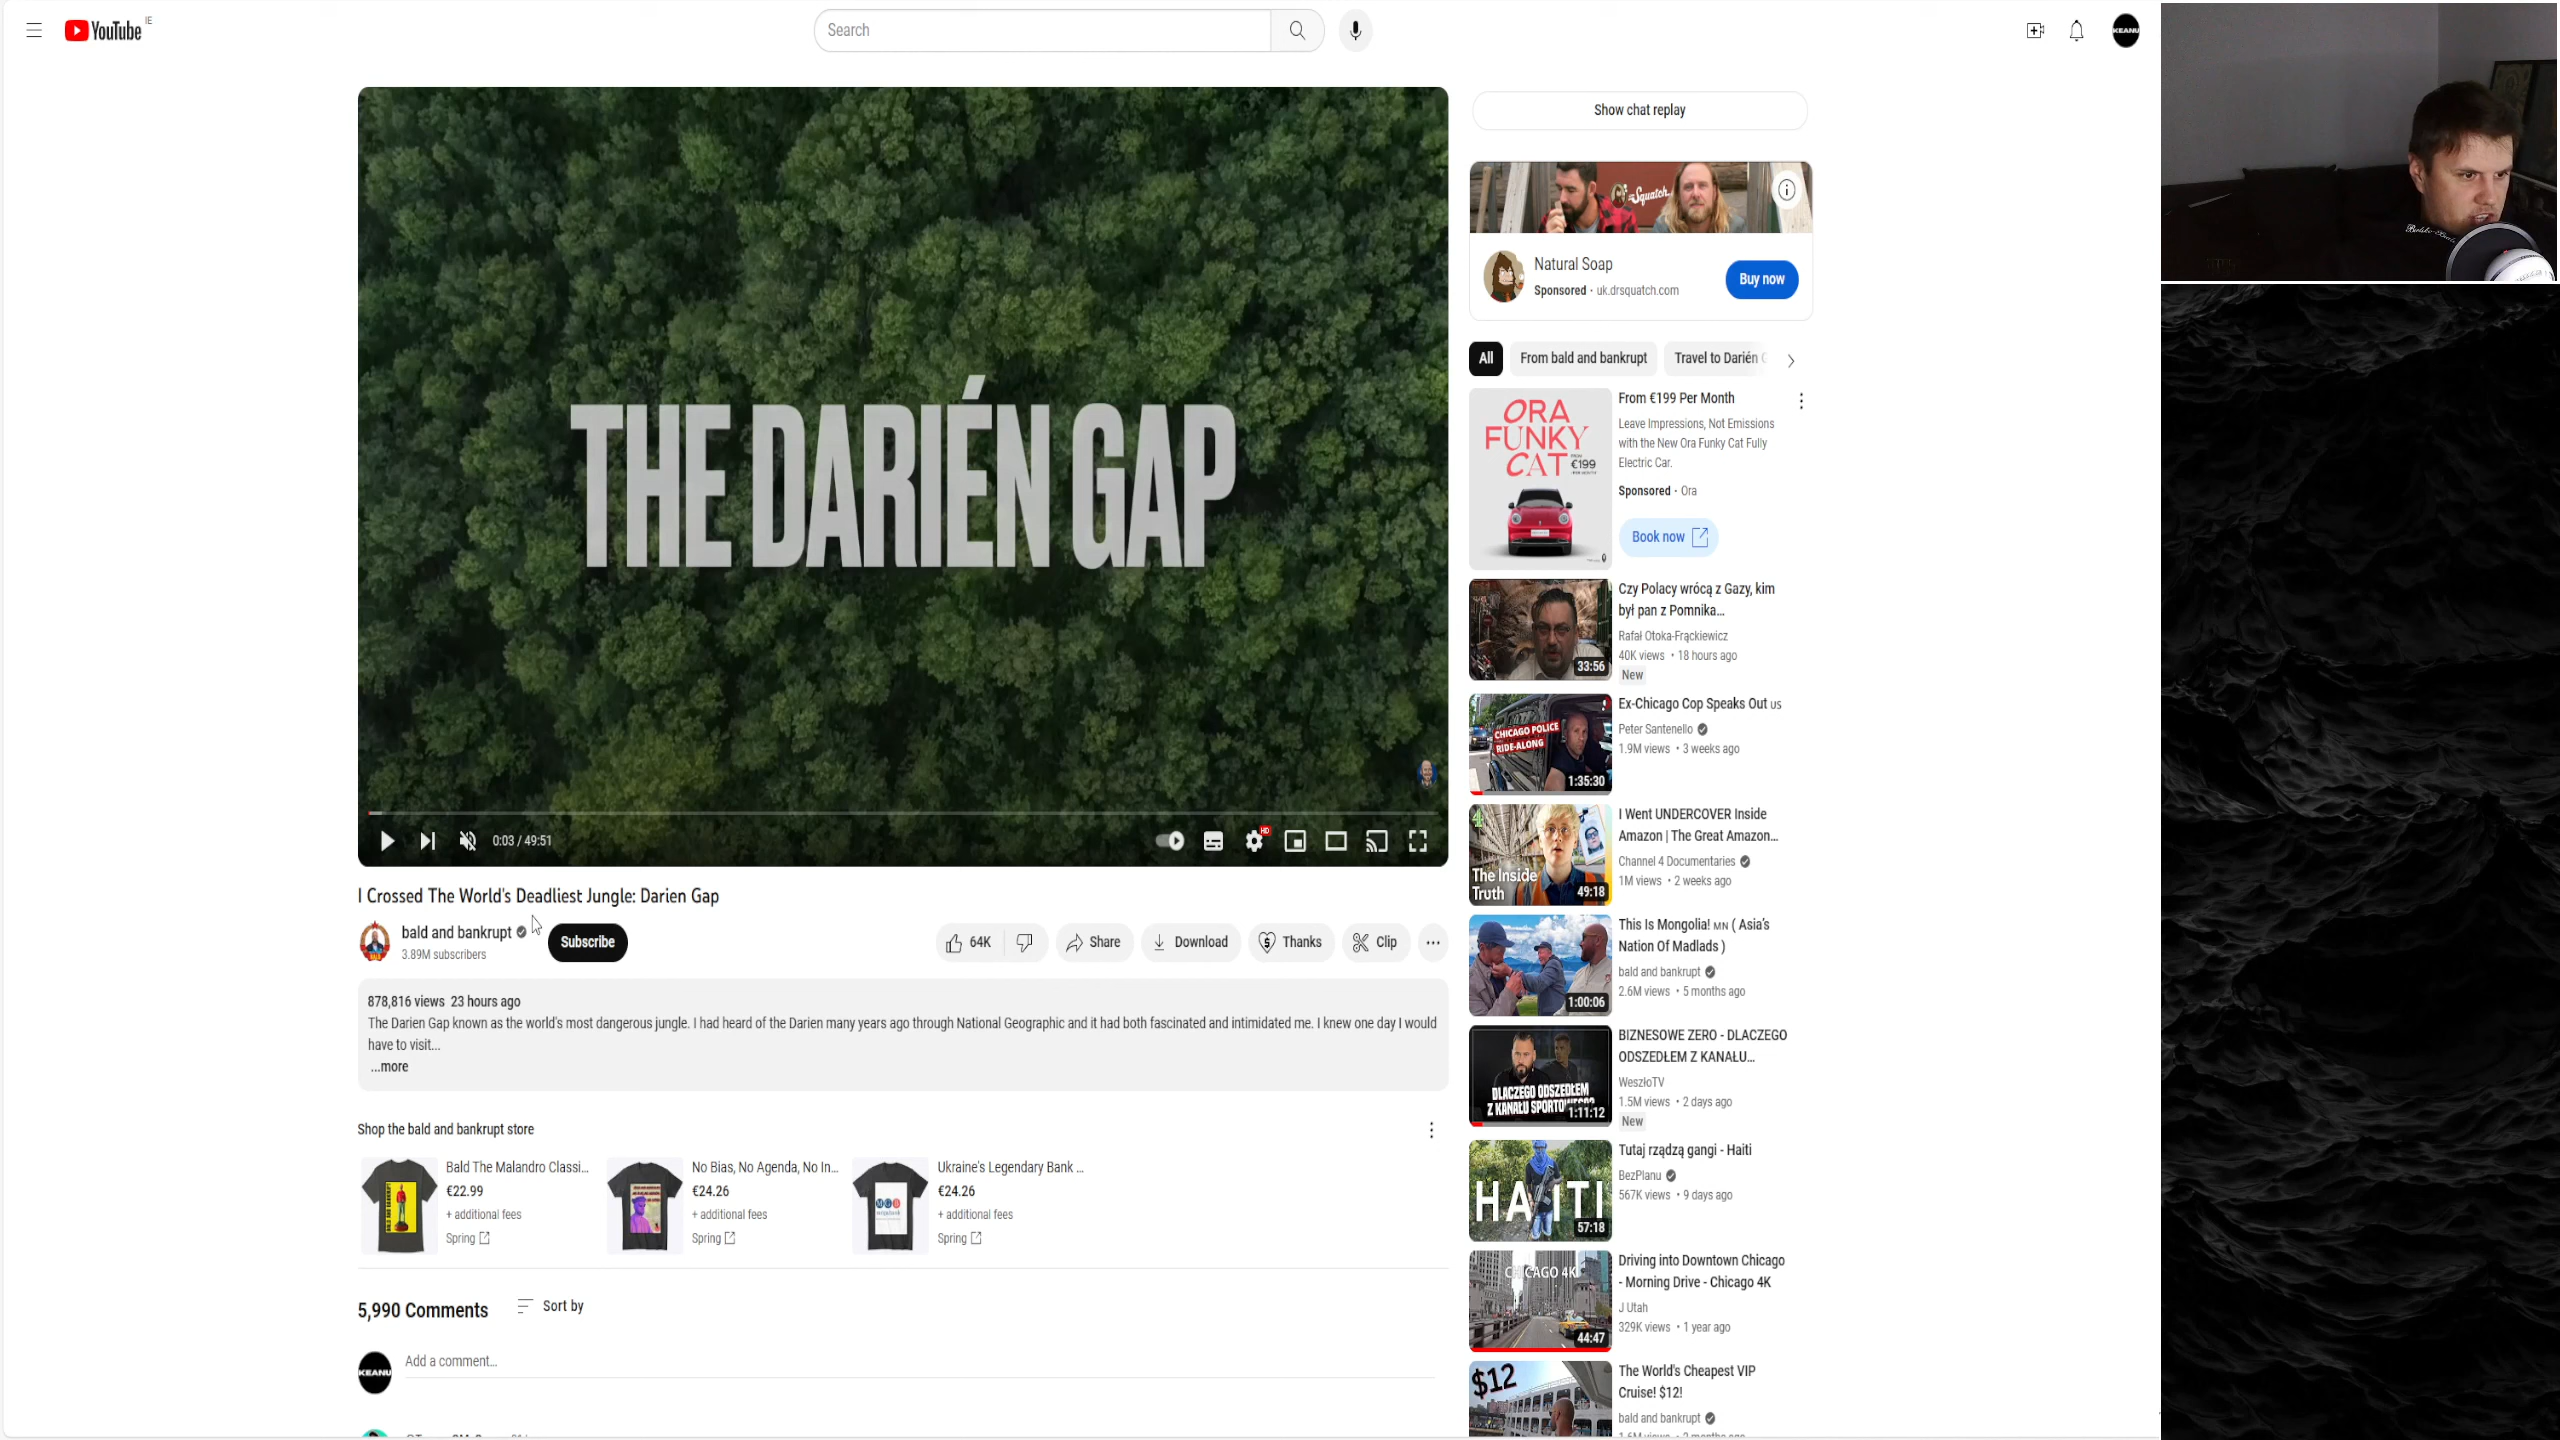 YouTube IE
Search
KEANU
THE DARIÉN GAP
0:03 / 49:51
HD
I Crossed The World's Deadliest Jungle: Darien Gap
bald and bankrupt
3.89M subscribers
Subscribe
64K
Share
Download
Thanks
Clip
878,816 views 23 hours ago
The Darien Gap known as the world's most dangerous jungle. I had heard of the Darien many years ago through National Geographic and it had both fascinated and intimidated me. I knew one day I would
have to visit...
...more
Shop the bald and bankrupt store
Bald The Malandro Classi...
€22.99
+ additional fees
Spring
No Bias, No Agenda, No In...
€24.26
+ additional fees
Spring
Ukraine's Legendary Bank ...
€24.26
+ additional fees
Spring
5,990 Comments
Sort by
KEANU
Add a comment...
Show chat replay
Squatch
Natural Soap
Sponsored · uk.drsquatch.com
Buy now
All
From bald and bankrupt
Travel to Darién
ORA
FUNKY
CAT
FROM
€199
From €199 Per Month
Leave Impressions, Not Emissions
with the New Ora Funky Cat Fully
Electric Car.
Sponsored · Ora
Book now
33:56
Czy Polacy wrócą z Gazy, kim
był pan z Pomnika...
Rafał Otoka-Frąckiewicz
40K views • 18 hours ago
New
CHICAGO POLICE
RIDE-ALONG
1:35:30
Ex-Chicago Cop Speaks Out US
Peter Santenello
1.9M views • 3 weeks ago
4
The Inside
Truth
49:18
I Went UNDERCOVER Inside
Amazon | The Great Amazon...
Channel 4 Documentaries
1M views • 2 weeks ago
1:00:06
This Is Mongolia! MN ( Asia's
Nation Of Madlads )
bald and bankrupt
2.6M views • 5 months ago
DLACZEGO ODSZEDŁEM
Z KANAŁU SPORTOWEGO?
1:11:12
BIZNESOWE ZERO - DLACZEGO
ODSZEDŁEM Z KANAŁU...
WeszłoTV
1.5M views • 2 days ago
New
HAITI
57:18
Tutaj rządzą gangi - Haiti
BezPlanu
567K views • 9 days ago
CHICAGO 4K
44:47
Driving into Downtown Chicago
- Morning Drive - Chicago 4K
J Utah
329K views • 1 year ago
$12
The World's Cheapest VIP
Cruise! $12!
bald and bankrupt